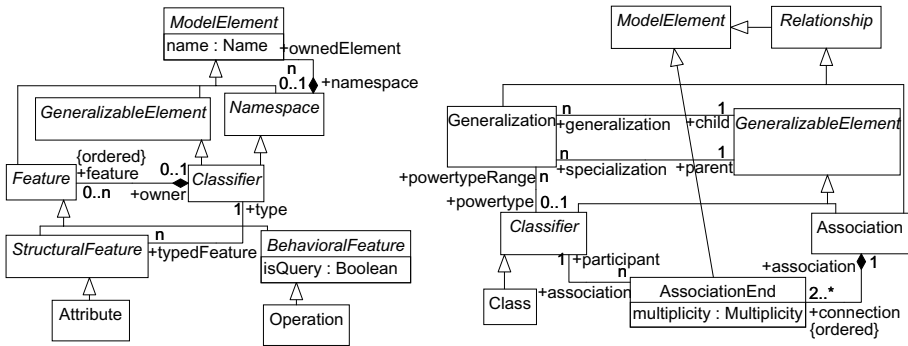 ModelElement
name : Name
+ownedElement
n
0..1
+namespace
GeneralizableElement
Namespace
{ordered}
+feature
0..n
0..1
+owner
Feature
Classifier
1
+type
n
+typedFeature
StructuralFeature
BehavioralFeature
isQuery : Boolean
Attribute
Operation
ModelElement
Relationship
Generalization
n
+generalization
1
+child
GeneralizableElement
n
+specialization
1
+parent
+powertypeRange
n
+powertype
0..1
Classifier
Association
1
+participant
n
+association
+association
1
Class
AssociationEnd
multiplicity : Multiplicity
2..*
+connection
{ordered}